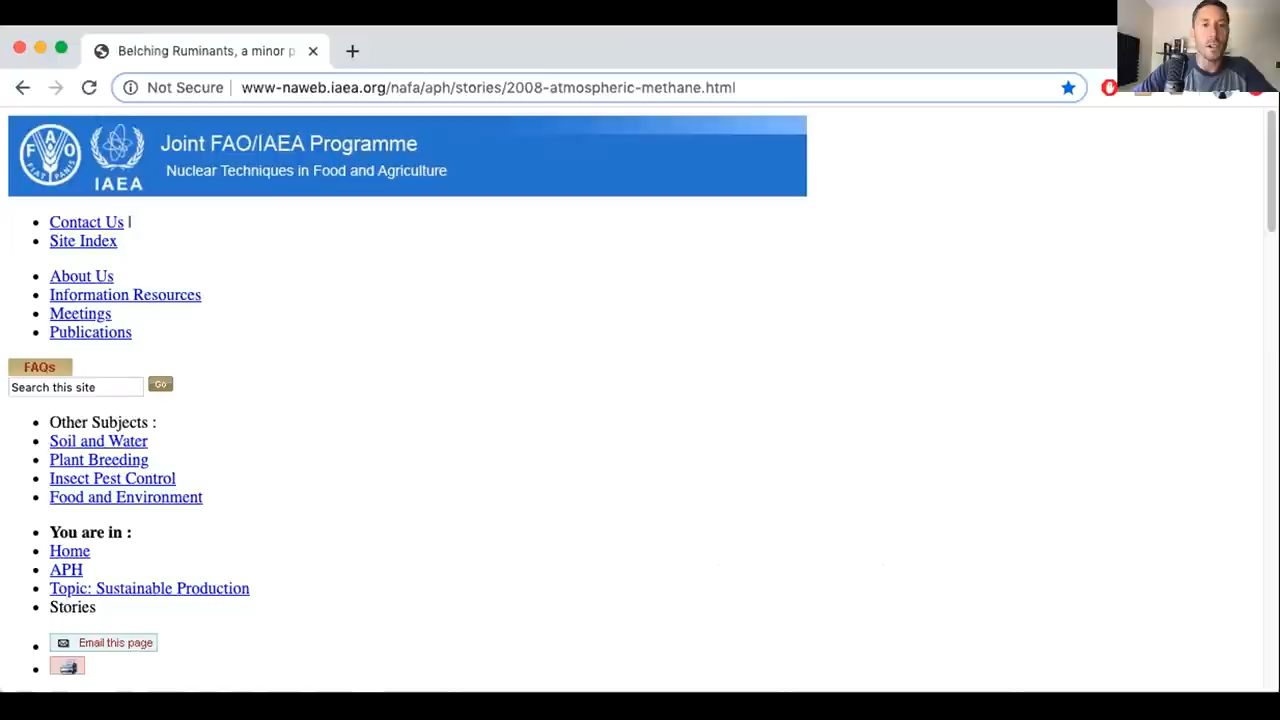 Belching Ruminants, a minor p
Not Secure
www-naweb.iaea.org/nafa/aph/stories/2008-atmospheric-methane.html
F A O
FIAT PANIS
IAEA
Joint FAO/IAEA Programme
Nuclear Techniques in Food and Agriculture
Contact Us |
Site Index
About Us
Information Resources
Meetings
Publications
FAQs
Search this site Go
Other Subjects :
Soil and Water
Plant Breeding
Insect Pest Control
Food and Environment
You are in :
Home
APH
Topic: Sustainable Production
Stories
Email this page